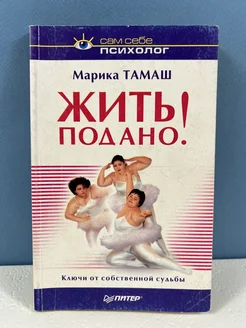 сам себе
ПСИХОЛОГ
Марика ТАМАШ
ЖИТЬ
ПОДАНО!
Ключи от собственной судьбы
ПИТЕР